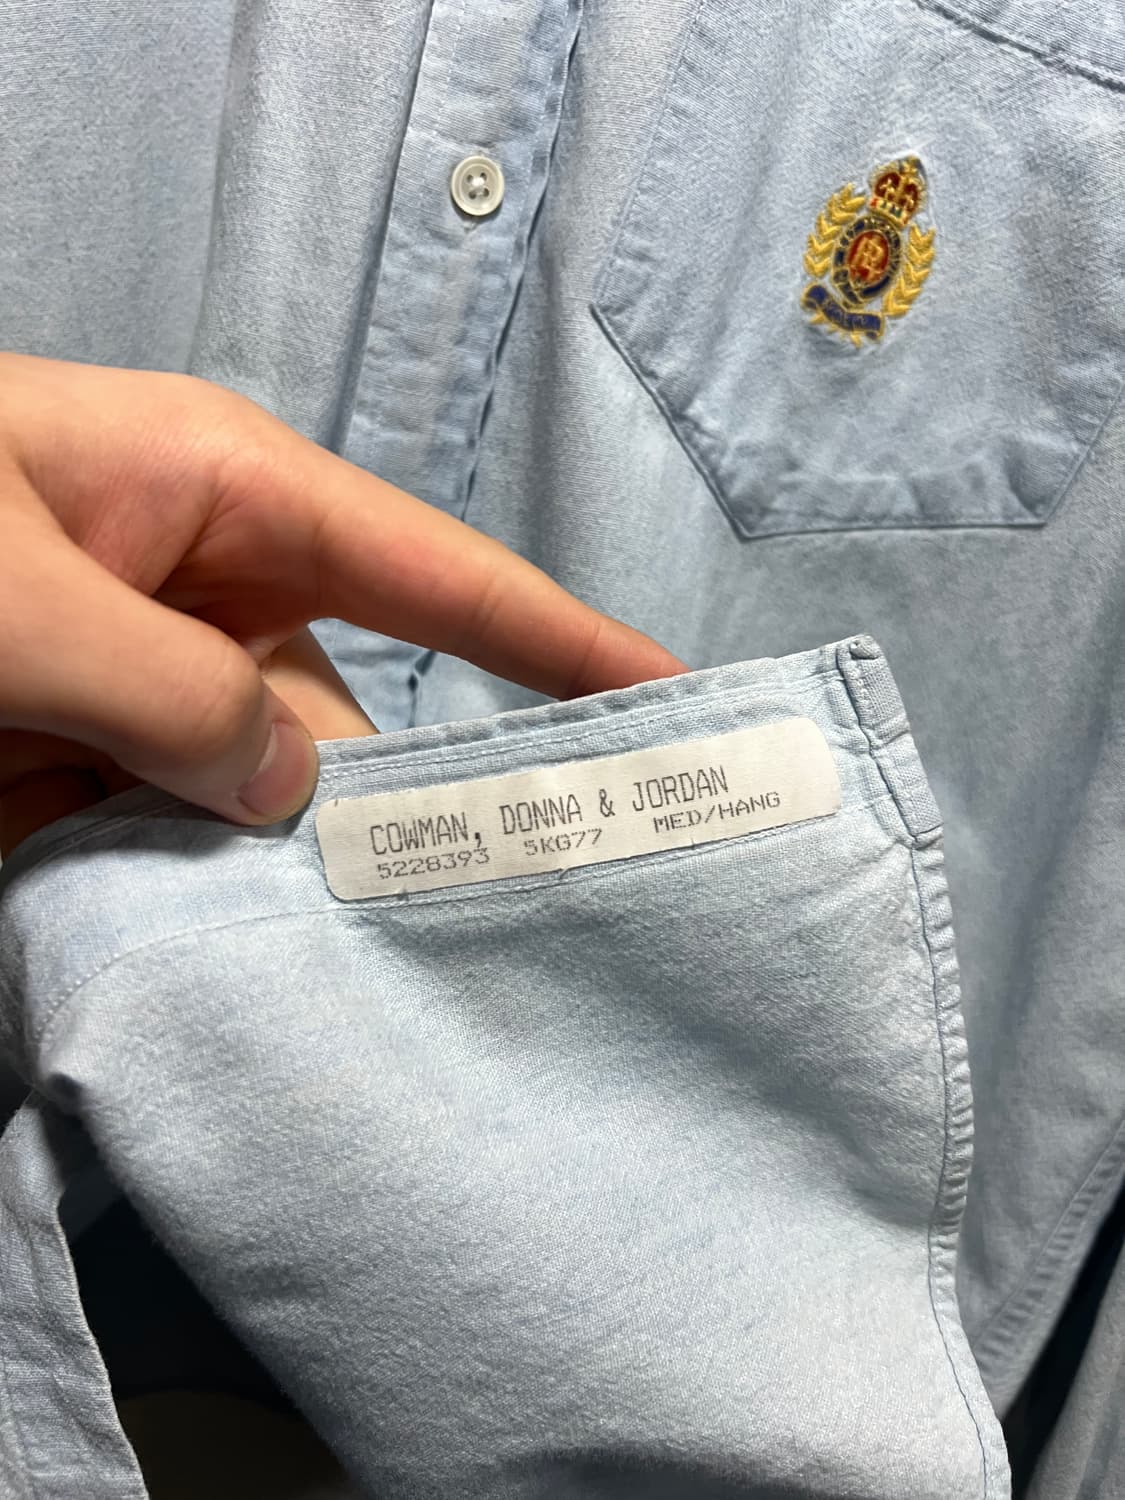 COWMAN, DONNA & JORDAN
5228393 5KG77 MED/HANG